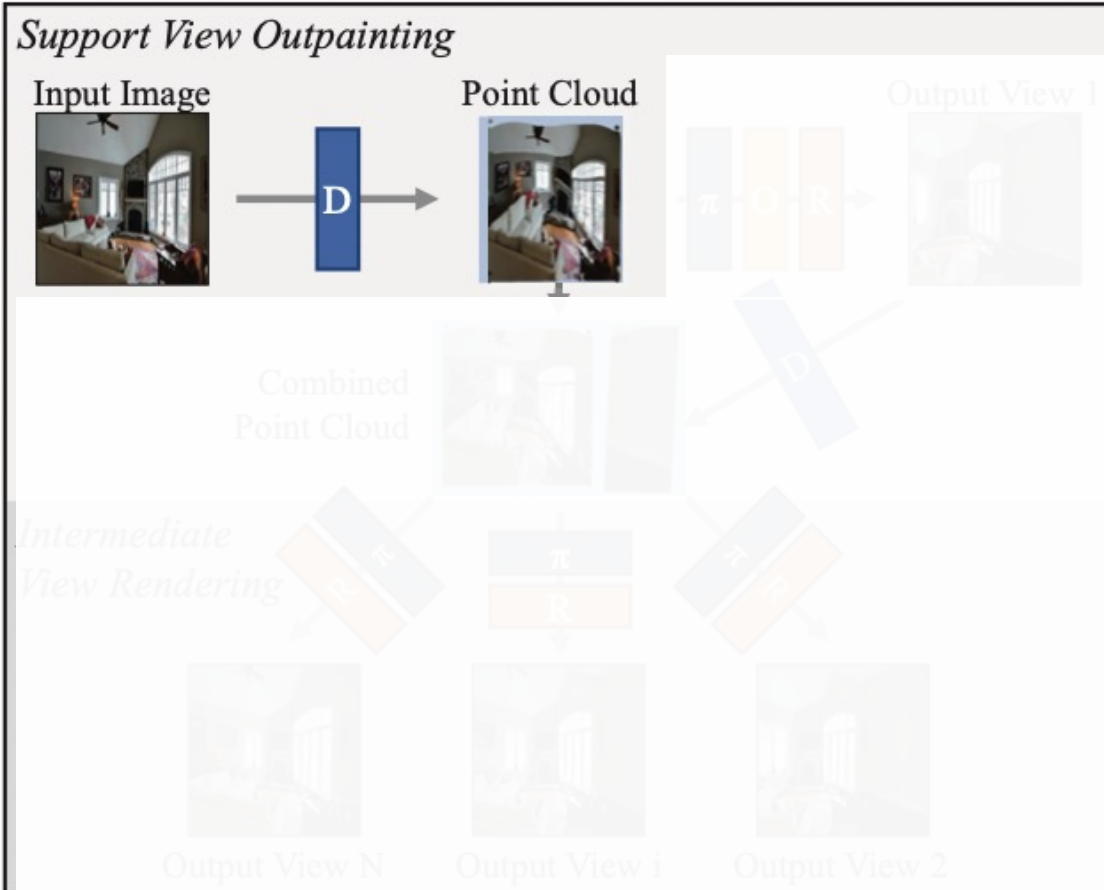 Support View Outpainting
Input Image
Point Cloud
Output View 1
D
π
O
R
D
Combined
Point Cloud
Intermediate
View Rendering
π
R
π
R
π
R
Output View N
Output View i
Output View 2